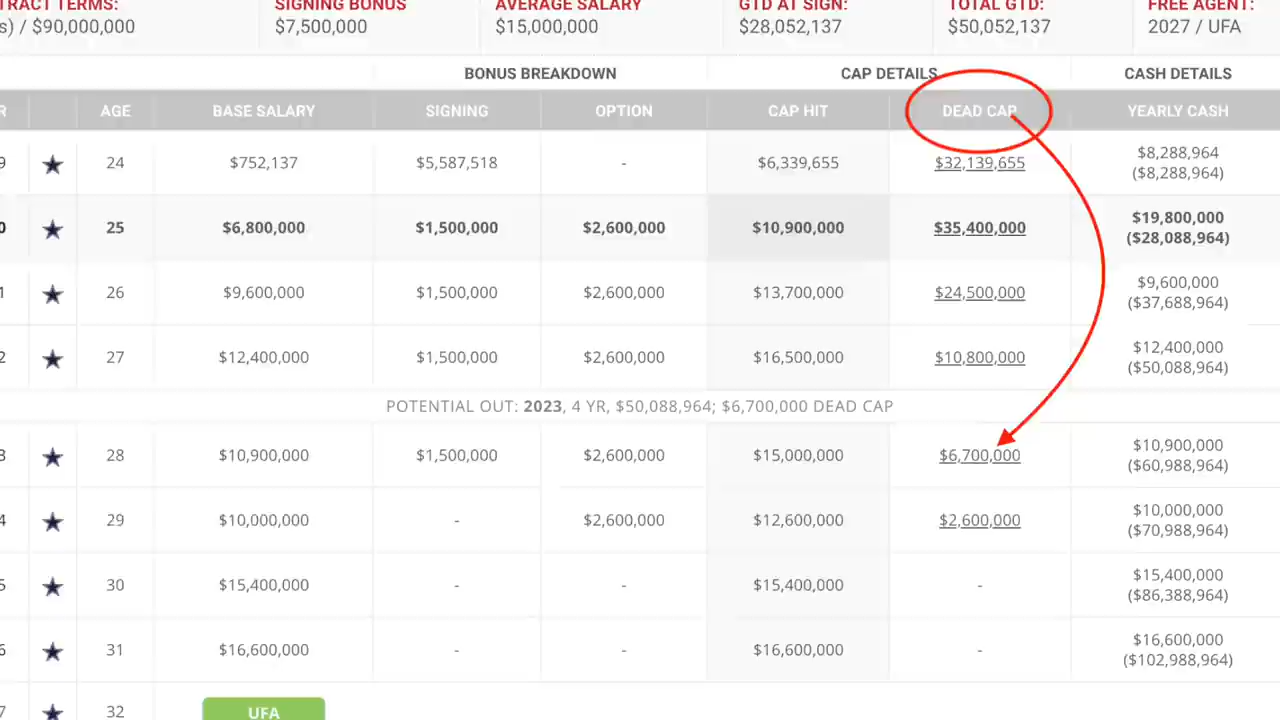 TRACT TERMS: SIGNING BONUS AVERAGE SALARY GTD AT SIGN: TOTAL GTD: FREE AGENT:
s) / $90,000,000 $7,500,000 $15,000,000 $28,052,137 $50,052,137 2027 / UFA
BONUS BREAKDOWN CAP DETAILS CASH DETAILS
R AGE BASE SALARY SIGNING OPTION CAP HIT DEAD CAP YEARLY CASH
9 24 $752,137 $5,587,518 - $6,339,655 $32,139,655 $8,288,964
($8,288,964)
0 25 $6,800,000 $1,500,000 $2,600,000 $10,900,000 $35,400,000 $19,800,000
($28,088,964)
1 26 $9,600,000 $1,500,000 $2,600,000 $13,700,000 $24,500,000 $9,600,000
($37,688,964)
2 27 $12,400,000 $1,500,000 $2,600,000 $16,500,000 $10,800,000 $12,400,000
($50,088,964)
POTENTIAL OUT: 2023, 4 YR, $50,088,964; $6,700,000 DEAD CAP
3 28 $10,900,000 $1,500,000 $2,600,000 $15,000,000 $6,700,000 $10,900,000
($60,988,964)
4 29 $10,000,000 - $2,600,000 $12,600,000 $2,600,000 $10,000,000
($70,988,964)
5 30 $15,400,000 - - $15,400,000 - $15,400,000
($86,388,964)
6 31 $16,600,000 - - $16,600,000 - $16,600,000
($102,988,964)
7 32 UFA